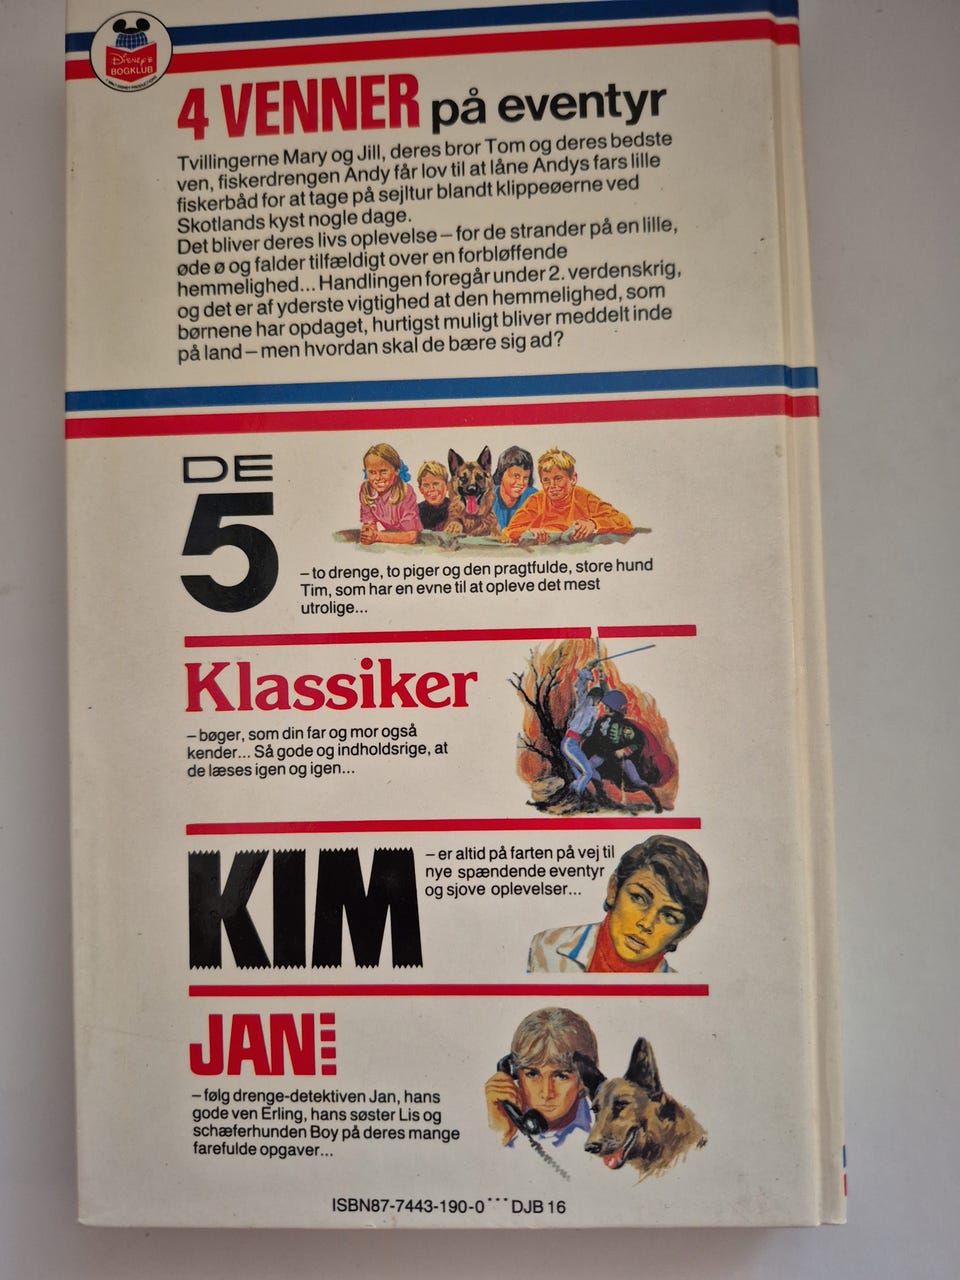 DISNEY'S
BOGKLUB
4 VENNER på eventyr
Tvillingerne Mary og Jill, deres bror Tom og deres bedste
ven, fiskerdrengen Andy får lov til at låne Andys fars lille
fiskerbåd for at tage på sejltur blandt klippeøerne ved
Skotlands kyst nogle dage.
Det bliver deres livs oplevelse – for de strander på en lille,
øde ø og falder tilfældigt over en forbløffende
hemmelighed... Handlingen foregår under 2. verdenskrig,
og det er af yderste vigtighed at den hemmelighed, som
børnene har opdaget, hurtigst muligt bliver meddelt inde
på land – men hvordan skal de bære sig ad?
DE
5
– to drenge, to piger og den pragtfulde, store hund
Tim, som har en evne til at opleve det mest
utrolige...
Klassiker
– bøger, som din far og mor også
kender... Så gode og indholdsrige, at
de læses igen og igen...
KIM
– er altid på farten på vej til
nye spændende eventyr
og sjove oplevelser...
JAN
– følg drenge-detektiven Jan, hans
gode ven Erling, hans søster Lis og
schæferhunden Boy på deres mange
farefulde opgaver...
ISBN87-7443-190-0 *** DJB 16